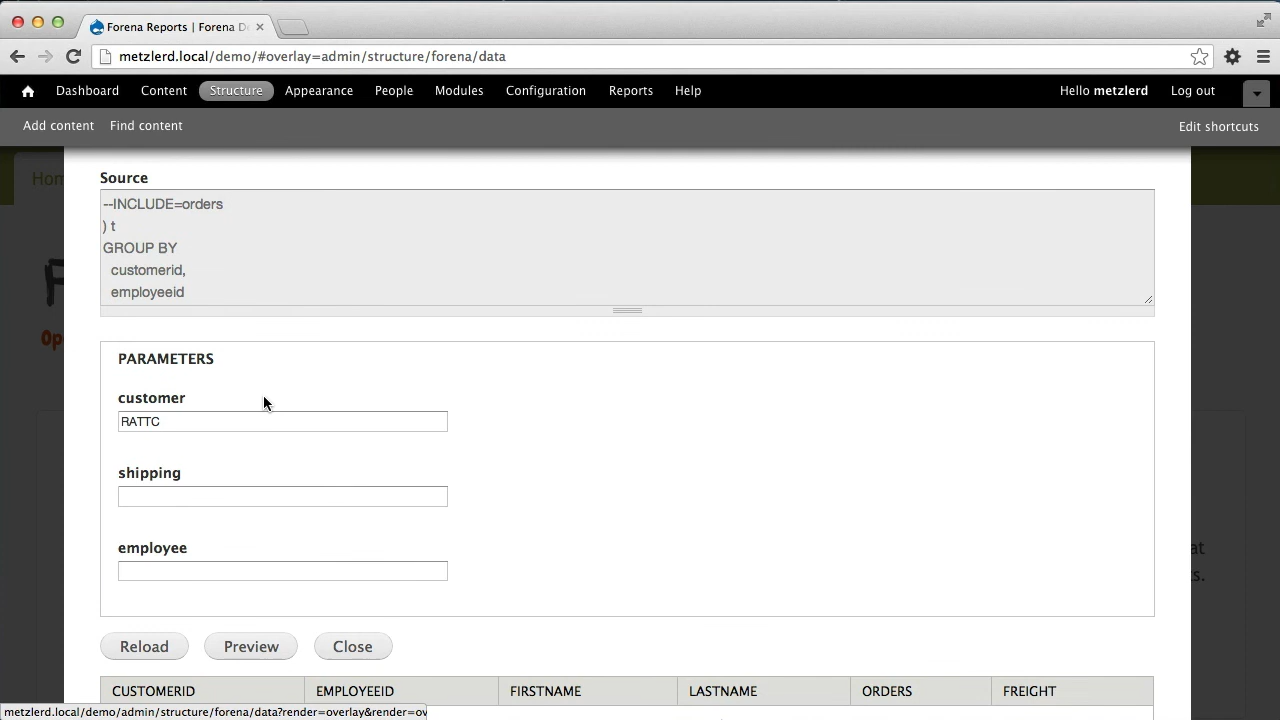 Forena Reports | Forena D
metzlerd.local/demo/#overlay=admin/structure/forena/data
Dashboard Content Structure Appearance People Modules Configuration Reports Help Hello metzlerd Log out
Add content Find content Edit shortcuts
Hom
Source
--INCLUDE=orders
) t
GROUP BY
customerid,
employeeid
Op
PARAMETERS
customer
RATTC
shipping
employee
at
s.
Reload Preview Close
CUSTOMERID EMPLOYEEID FIRSTNAME LASTNAME ORDERS FREIGHT
metzlerd.local/demo/admin/structure/forena/data?render=overlay&render=ov